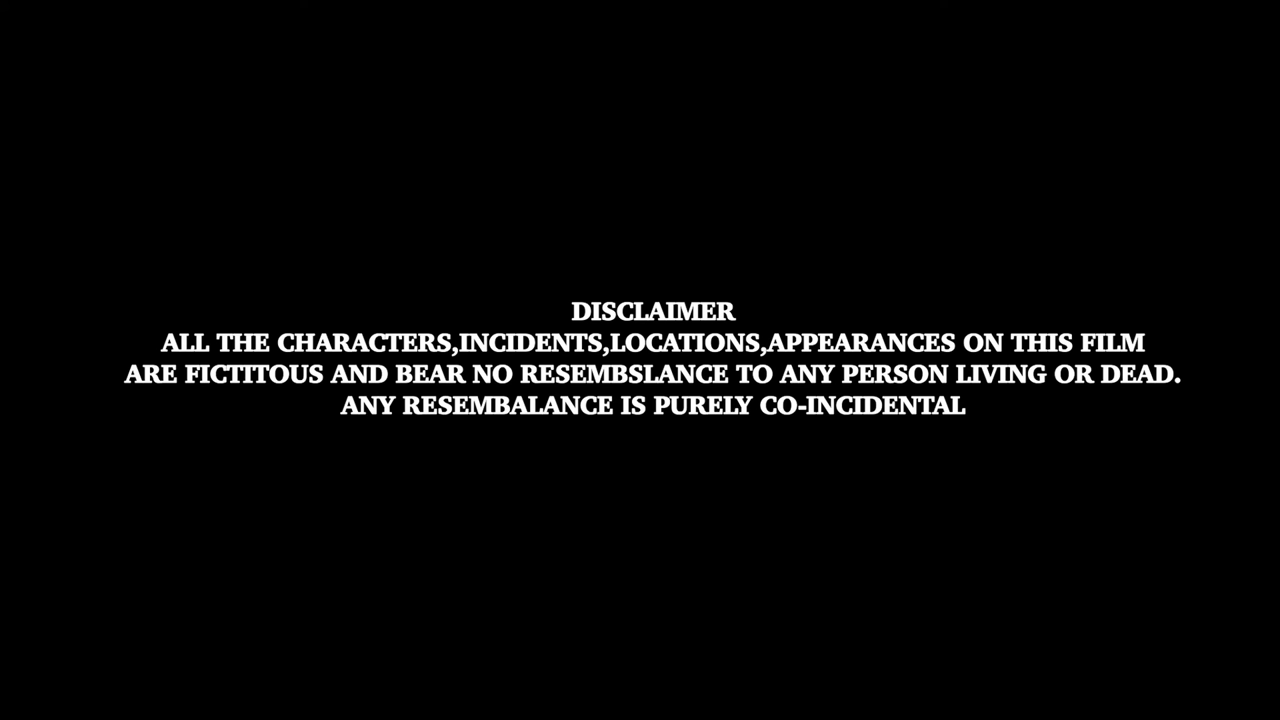 DISCLAIMER
ALL THE CHARACTERS,INCIDENTS,LOCATIONS,APPEARANCES ON THIS FILM
ARE FICTITOUS AND BEAR NO RESEMBSLANCE TO ANY PERSON LIVING OR DEAD.
ANY RESEMBALANCE IS PURELY CO-INCIDENTAL